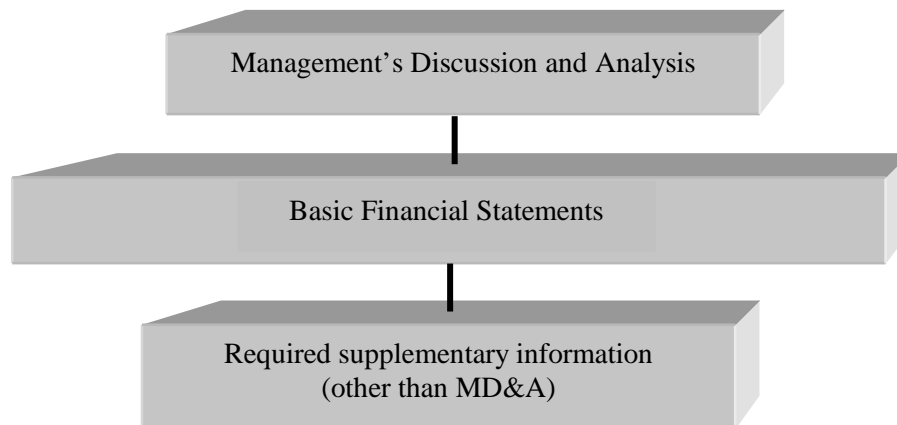 Management’s Discussion and Analysis
Basic Financial Statements
Required supplementary information
(other than MD&A)